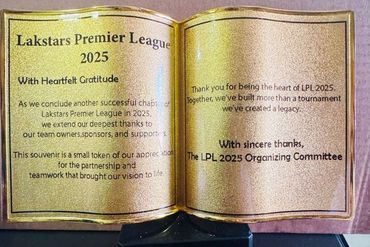 Lakstars Premier League
2025
With Heartfelt Gratitude
As we conclude another successful chapter of
Lakstars Premier League in 2025,
we extend our deepest thanks to
our team owners,sponsors, and supporters.
This souvenir is a small token of our appreciation
for the partnership and
teamwork that brought our vision to life.
Thank you for being the heart of LPL 2025.
Together, we've built more than a tournament
we've created a legacy.
With sincere thanks,
The LPL 2025 Organizing Committee